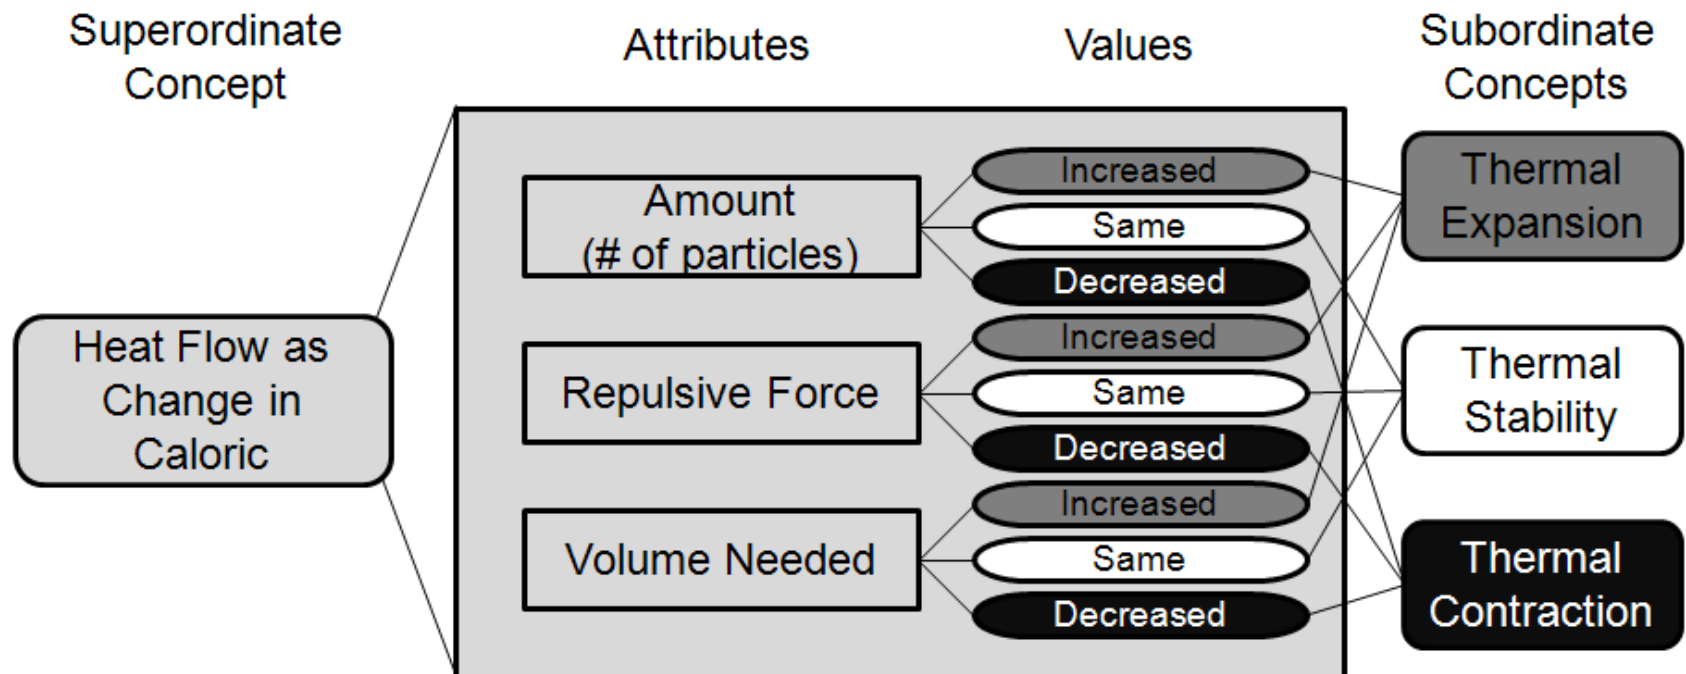 Superordinate
Concept
Attributes
Values
Subordinate
Concepts
Heat Flow as
Change in
Caloric
Amount
(# of particles)
Repulsive Force
Volume Needed
Increased
Same
Decreased
Increased
Same
Decreased
Increased
Same
Decreased
Thermal
Expansion
Thermal
Stability
Thermal
Contraction